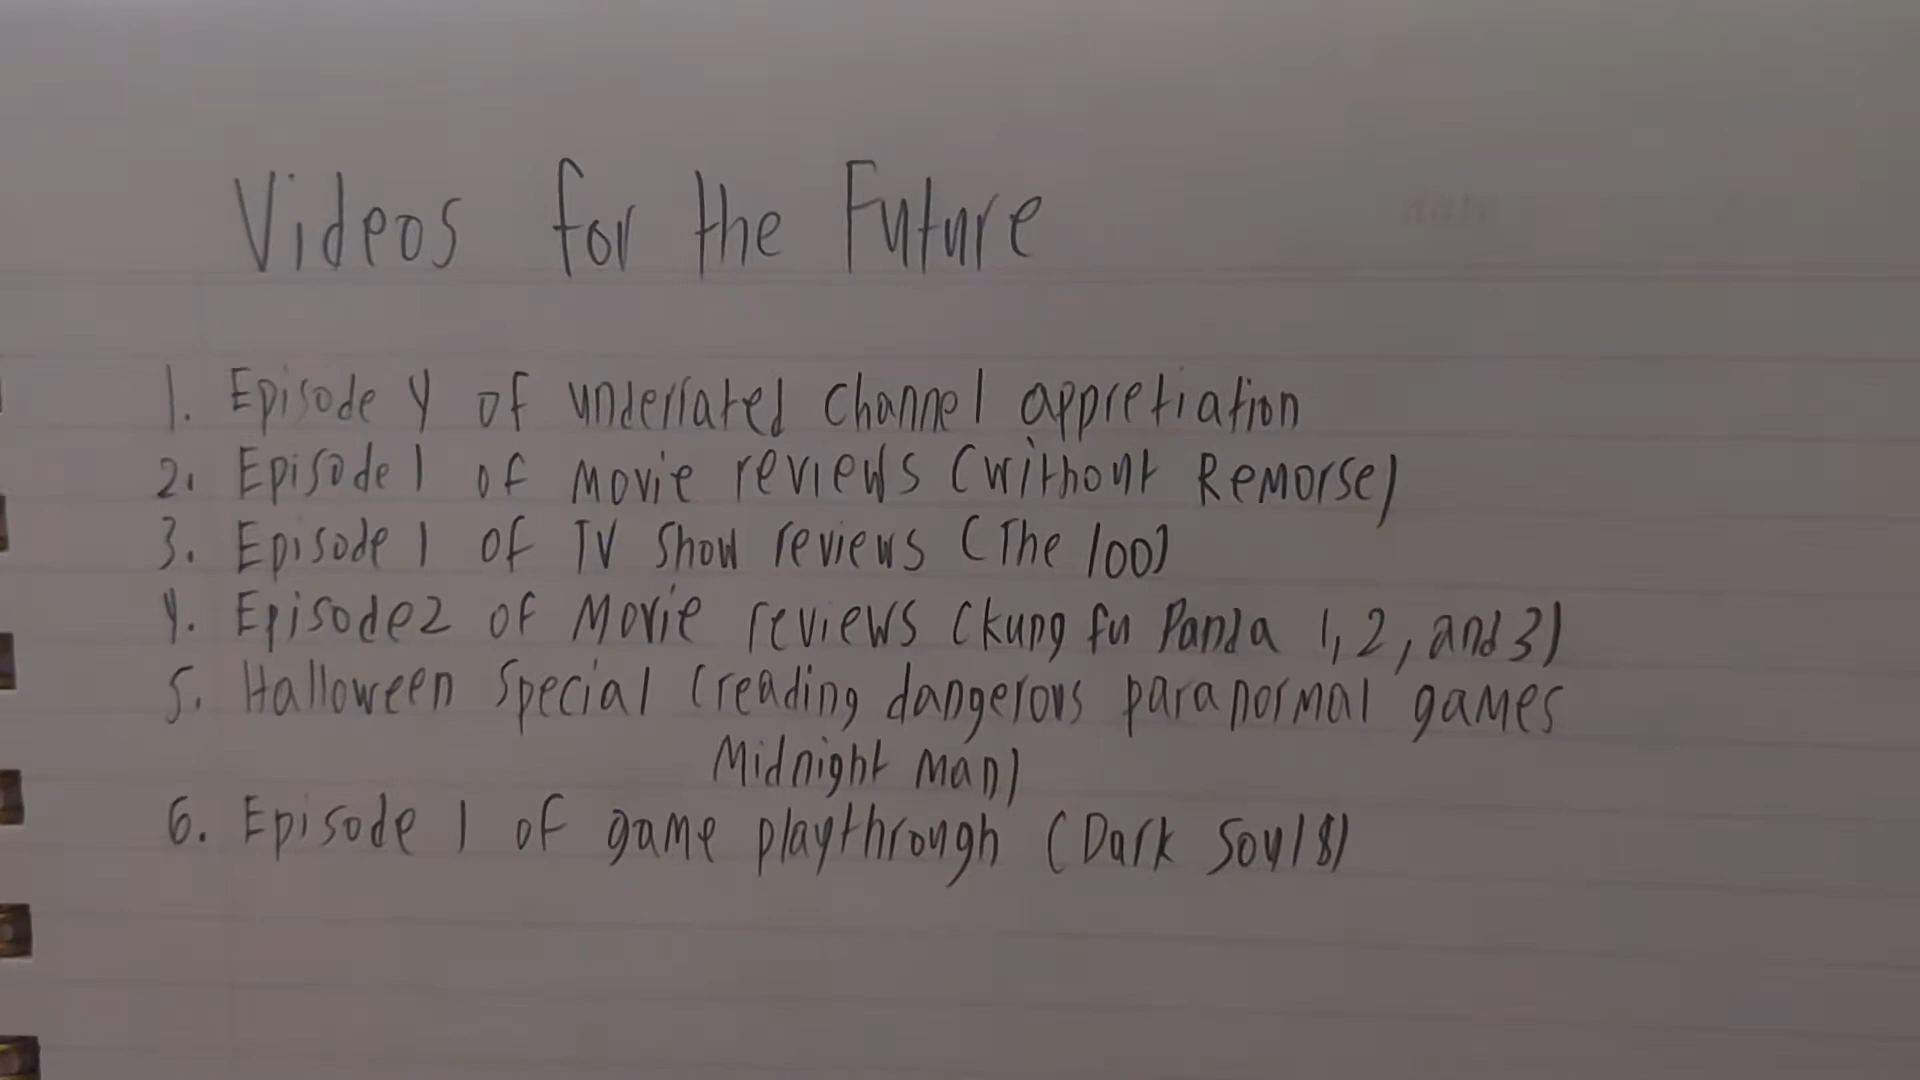 Videos for the Future
1. Episode 4 of underrated channel appretiation
2. Episode 1 of movie reviews (without Remorse)
3. Episode 1 of TV Show reviews (The 100)
4. Episode 2 of Movie reviews (kung fu Panda 1, 2, and 3)
5. Halloween Special (reading dangerous paranormal games
Midnight Man)
6. Episode 1 of game playthrough (Dark Souls)